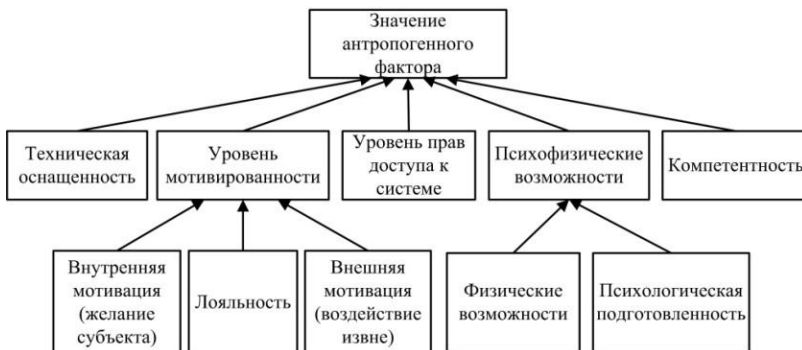 Значение
антропогенного
фактора
Техническая
оснащенность
Уровень
мотивированности
Уровень прав
доступа к
системе
Психофизические
возможности
Компетентность
Внутренняя
мотивация
(желание
субъекта)
Лояльность
Внешняя
мотивация
(воздействие
извне)
Физические
возможности
Психологическая
подготовленность